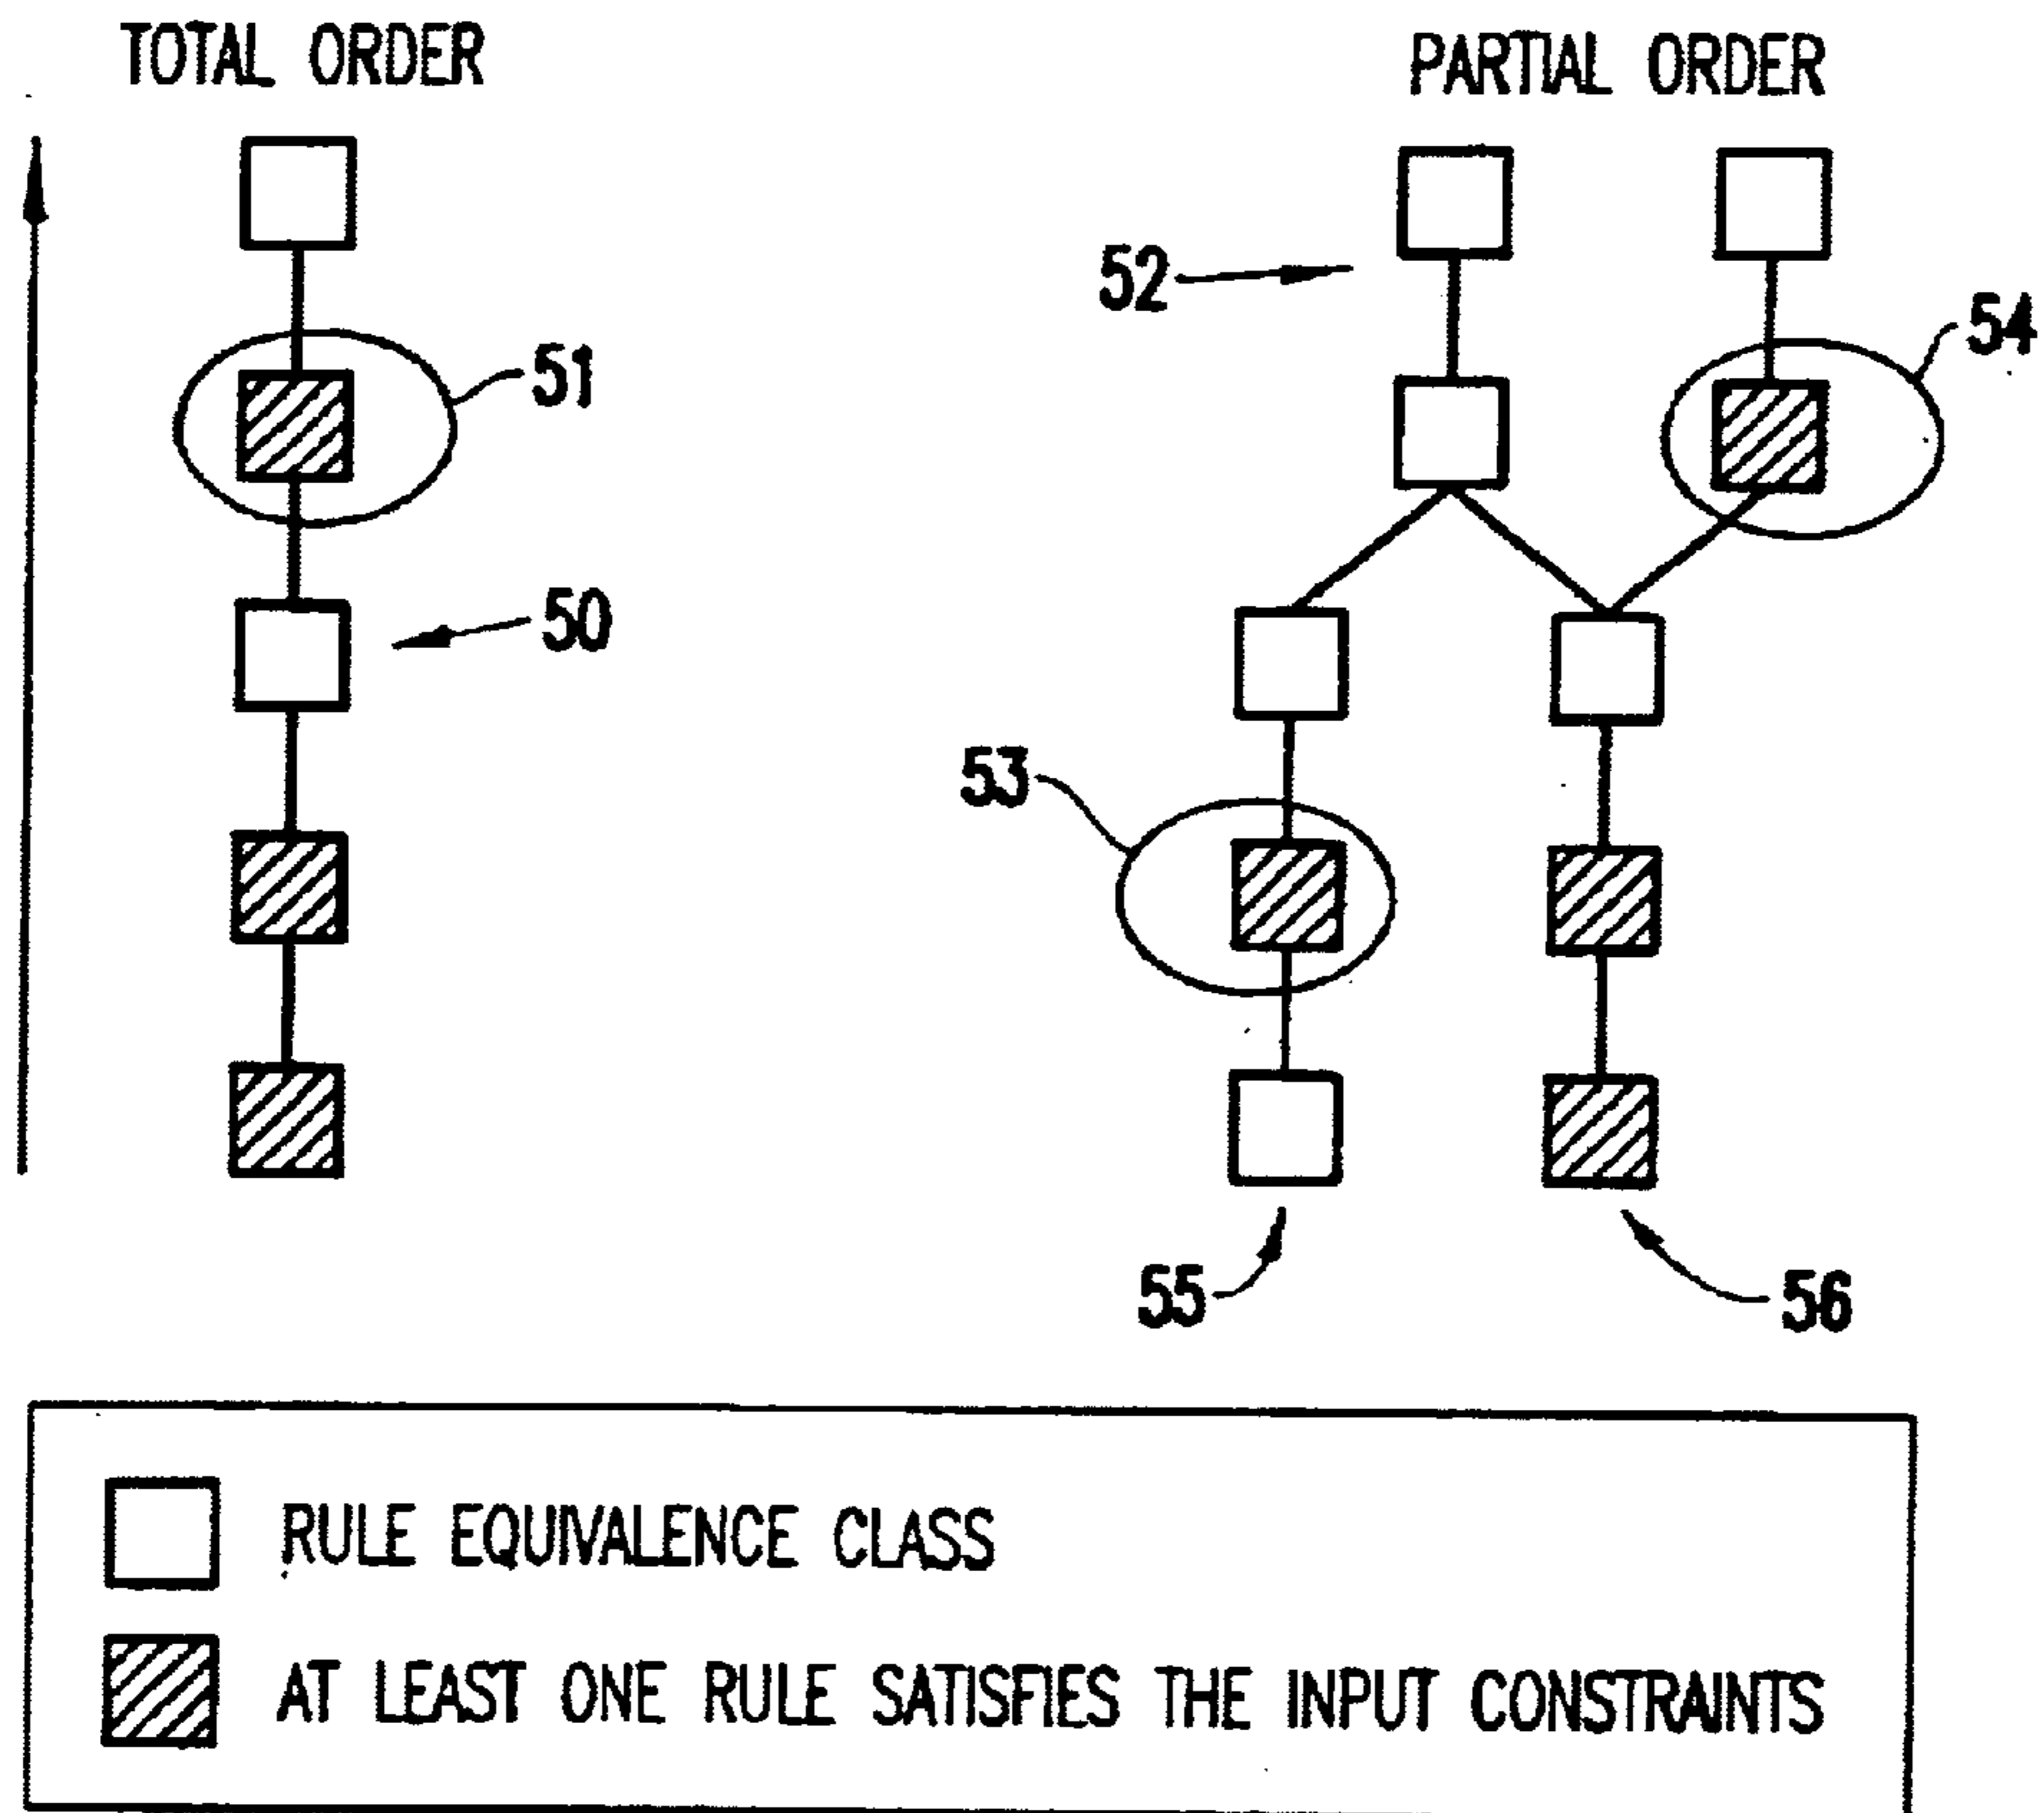 TOTAL ORDER
PARTIAL ORDER
52
54
51
50
53
55
56
RULE EQUIVALENCE CLASS
AT LEAST ONE RULE SATISFIES THE INPUT CONSTRAINTS